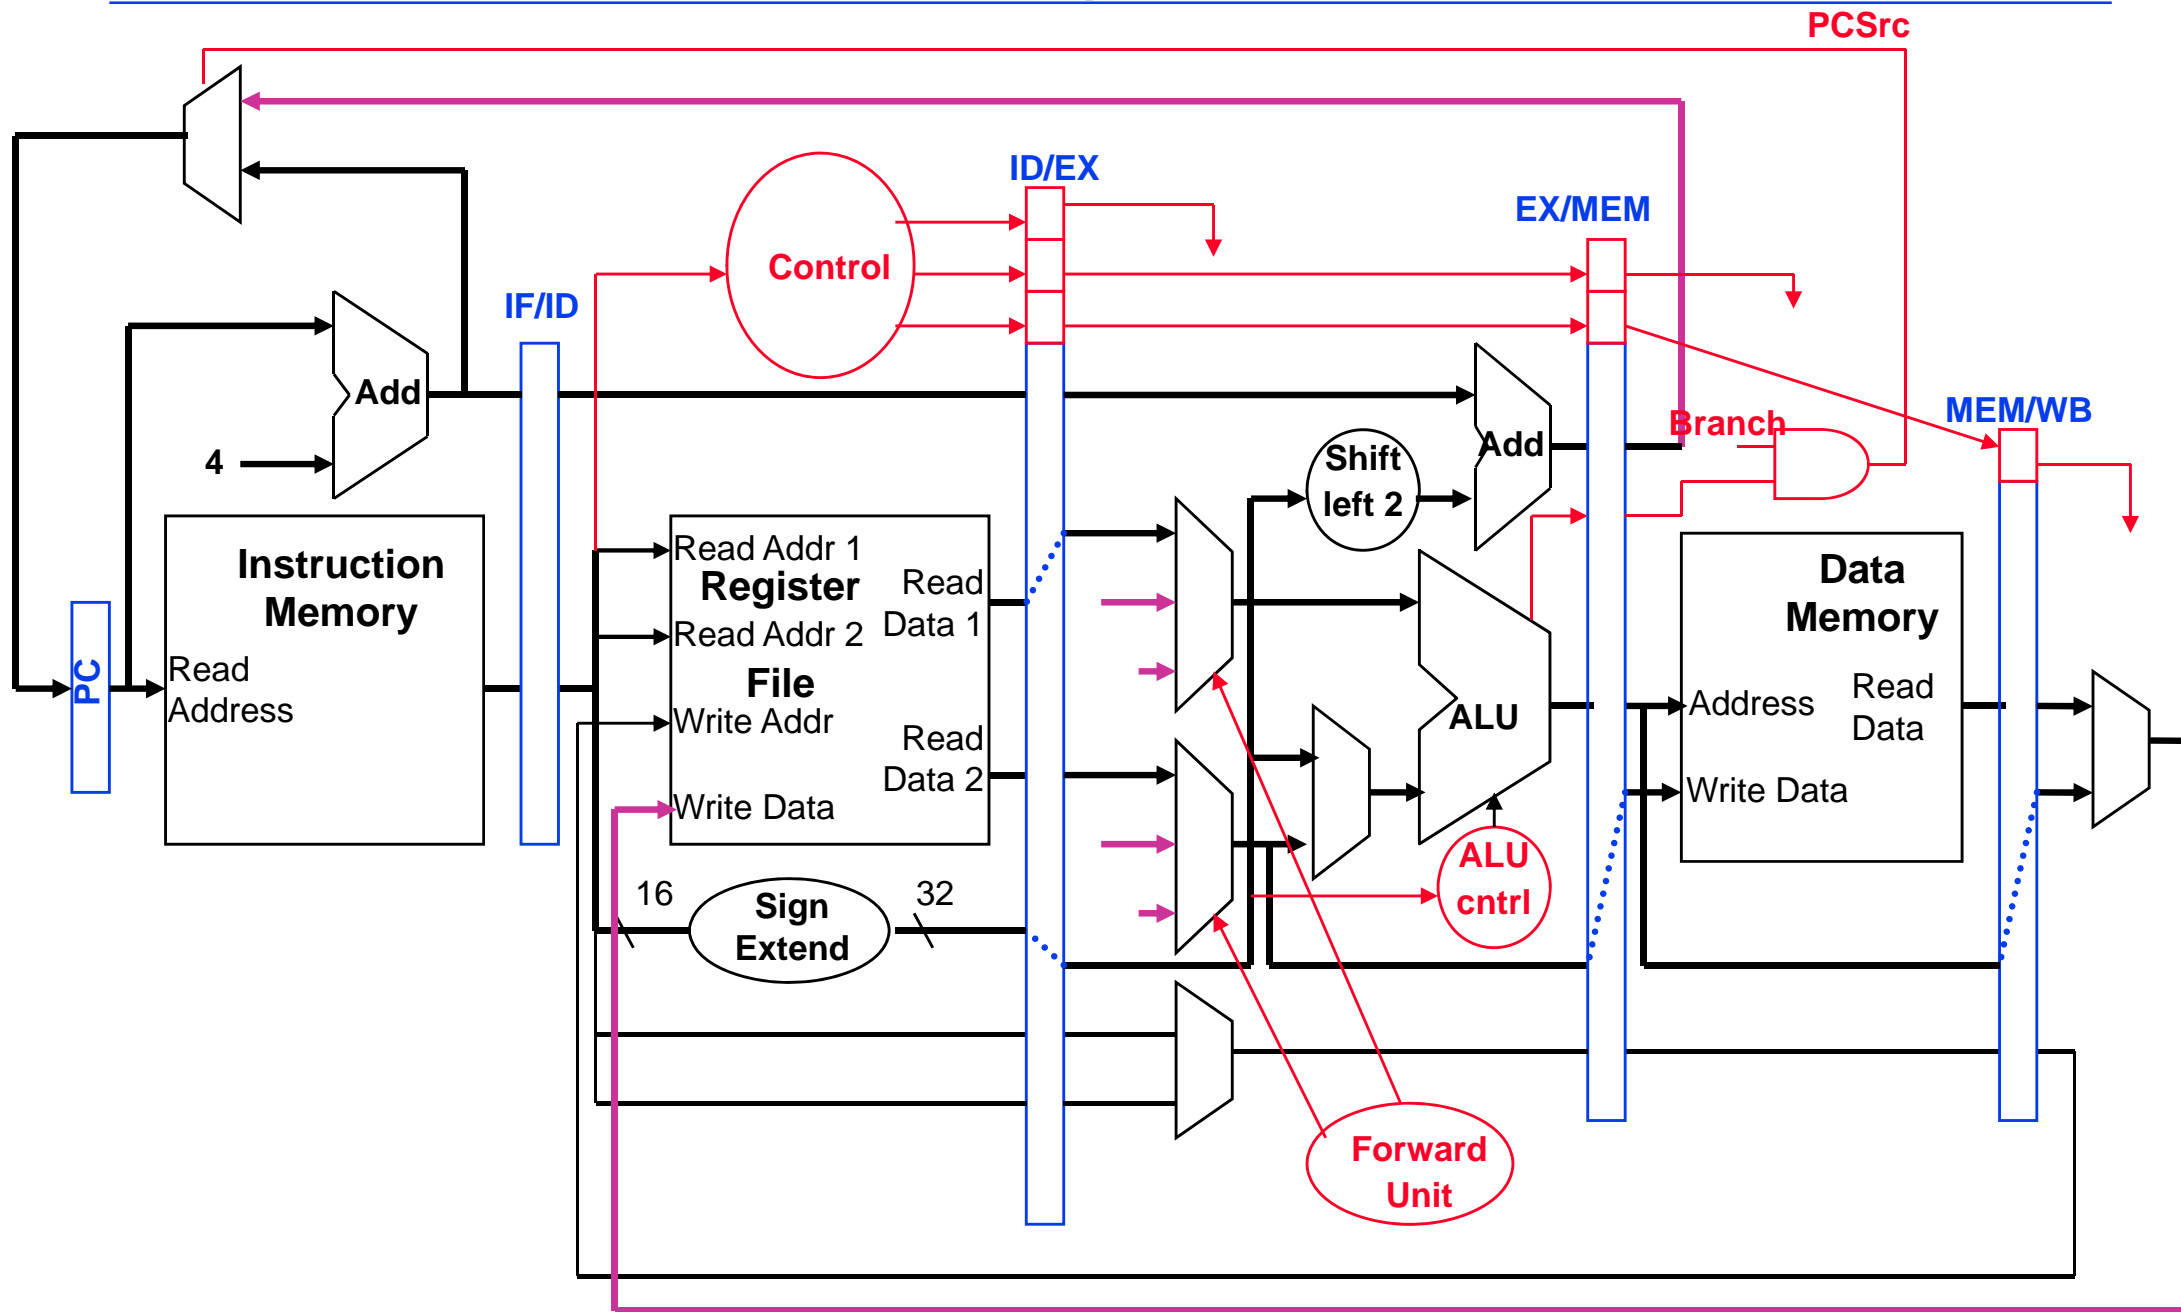 PCSrc
ID/EX
EX/MEM
Control
IF/ID
Add
MEM/WB
Branch
4
Shift
left 2
Add
Instruction
Memory
Read
Address
PC
Read Addr 1
Register
Read
Data 1
Read Addr 2
File
Write Addr
Read
Data 2
Write Data
16
Sign
Extend
32
ALU
ALU
cntrl
Data
Memory
Address
Read
Data
Write Data
Forward
Unit